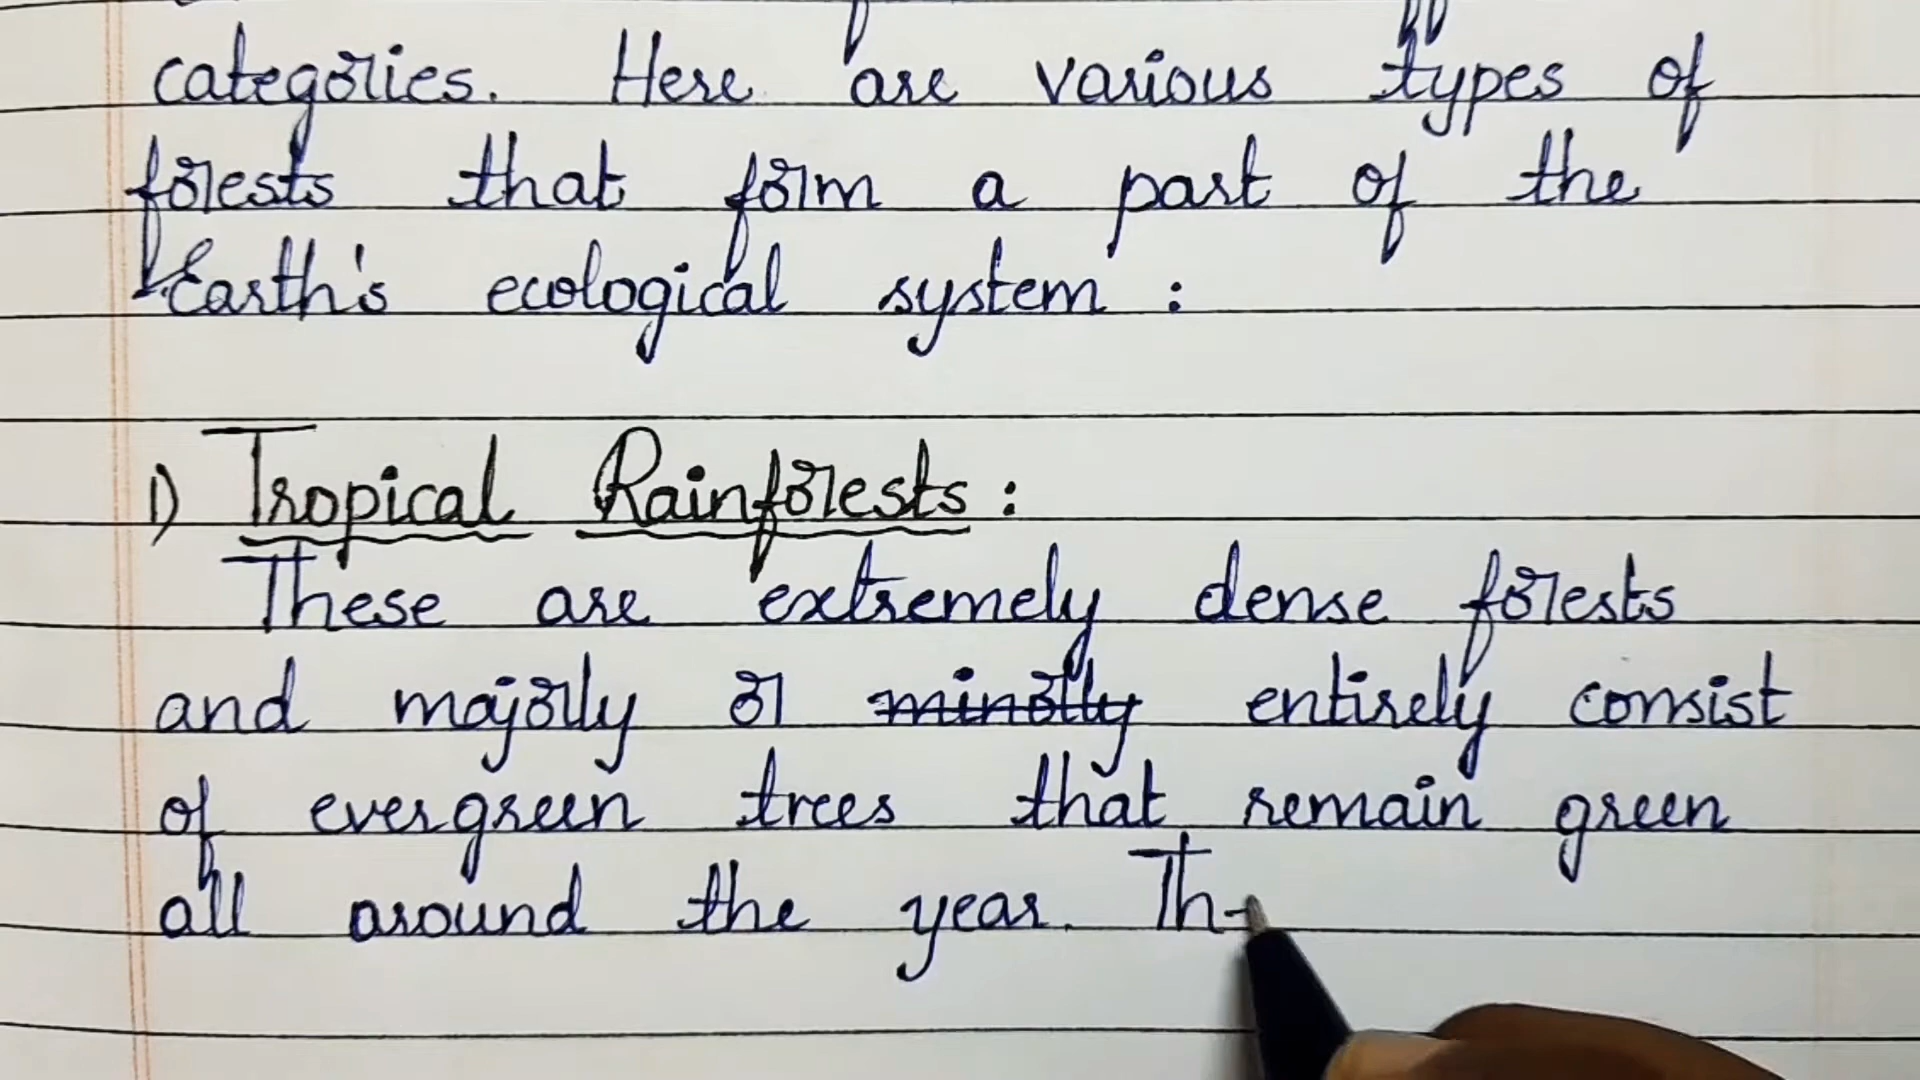 categories. Here are various types of
forests that form a part of the
Earth's ecological system :
1) Tropical Rainforests :
These are extremely dense forests
and majorly or minorly entirely consist
of evergreen trees that remain green
all around the year. Th